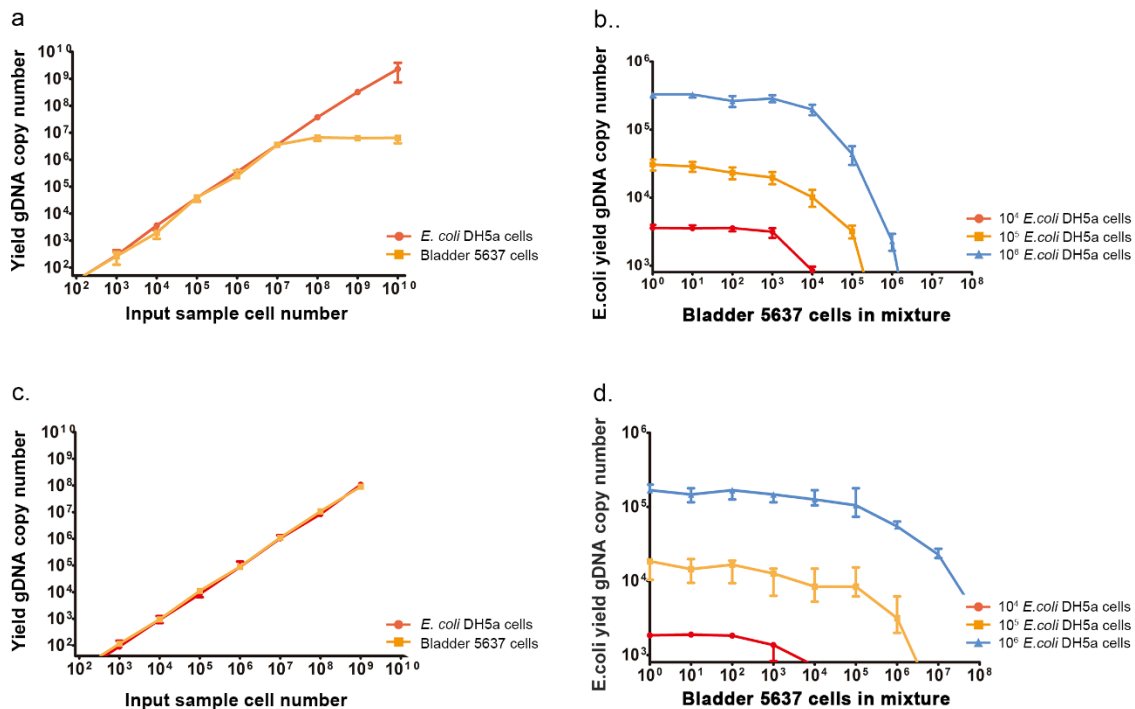 a
Yield gDNA copy number
10¹⁰
10⁹
10⁸
10⁷
10⁶
10⁵
10⁴
10³
10²
10² 10³ 10⁴ 10⁵ 10⁶ 10⁷ 10⁸ 10⁹ 10¹⁰
Input sample cell number
E. coli DH5a cells
Bladder 5637 cells
b..
E.coli yield gDNA copy number
10⁶
10⁵
10⁴
10³
10⁰ 10¹ 10² 10³ 10⁴ 10⁵ 10⁶ 10⁷ 10⁸
Bladder 5637 cells in mixture
10⁴ E.coli DH5a cells
10⁵ E.coli DH5a cells
10⁶ E.coli DH5a cells
c.
Yield gDNA copy number
10¹⁰
10⁹
10⁸
10⁷
10⁶
10⁵
10⁴
10³
10²
10² 10³ 10⁴ 10⁵ 10⁶ 10⁷ 10⁸ 10⁹ 10¹⁰
Input sample cell number
E. coli DH5a cells
Bladder 5637 cells
d.
E.coli yield gDNA copy number
10⁶
10⁵
10⁴
10³
10⁰ 10¹ 10² 10³ 10⁴ 10⁵ 10⁶ 10⁷ 10⁸
Bladder 5637 cells in mixture
10⁴ E.coli DH5a cells
10⁵ E.coli DH5a cells
10⁶ E.coli DH5a cells